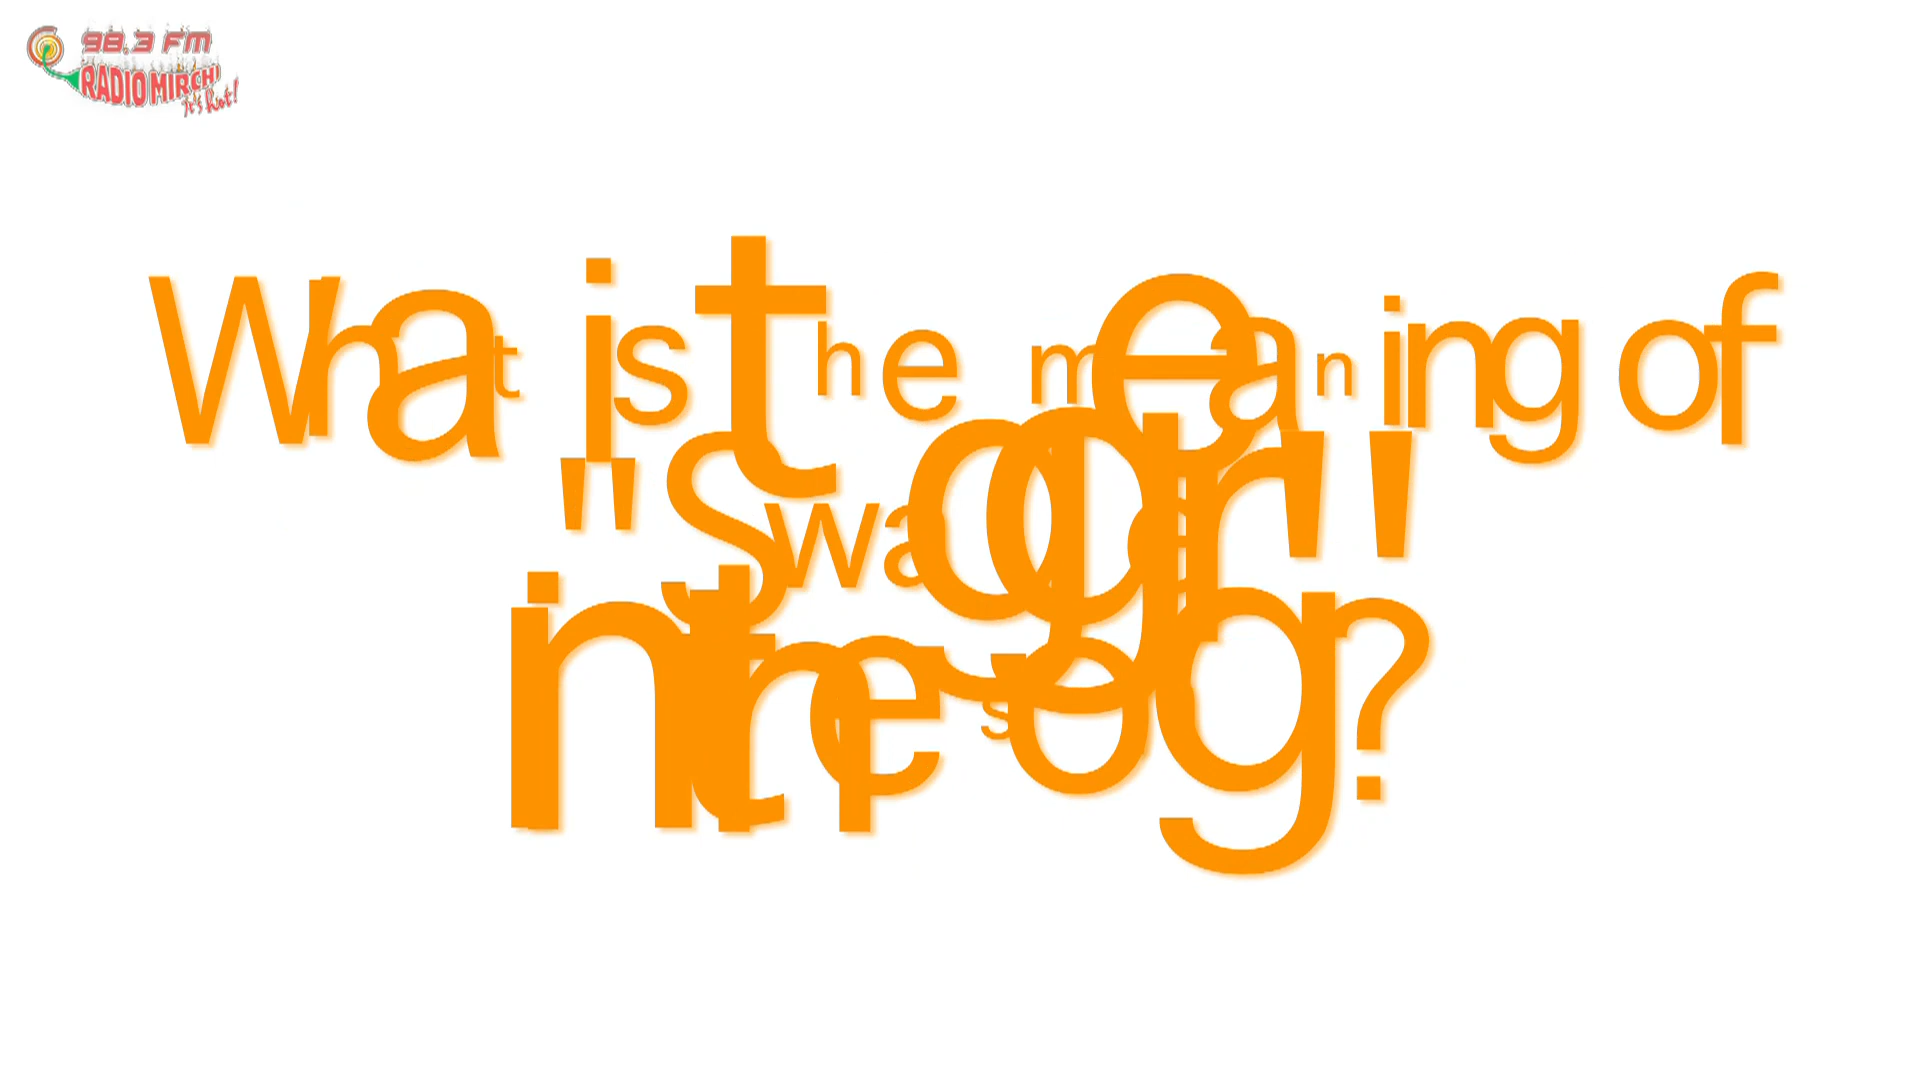 98.3 FM
RADIO MIRCHI
it's Hot!
What is the meaning of
"Swagger"
in the song?